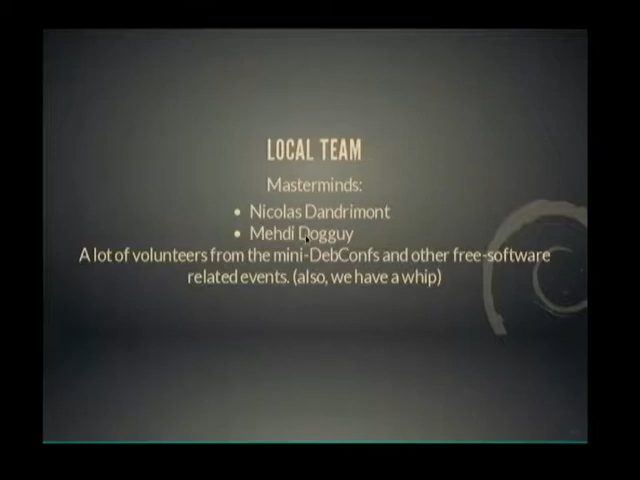 LOCAL TEAM
Masterminds:
• Nicolas Dandrimont
• Mehdi Dogguy
A lot of volunteers from the mini-DebConfs and other free-software
related events. (also, we have a whip)